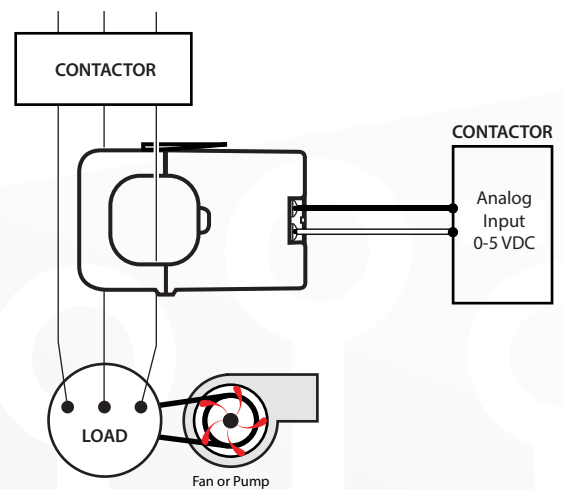 CONTACTOR
CONTACTOR
Analog
Input
0-5 VDC
LOAD
Fan or Pump